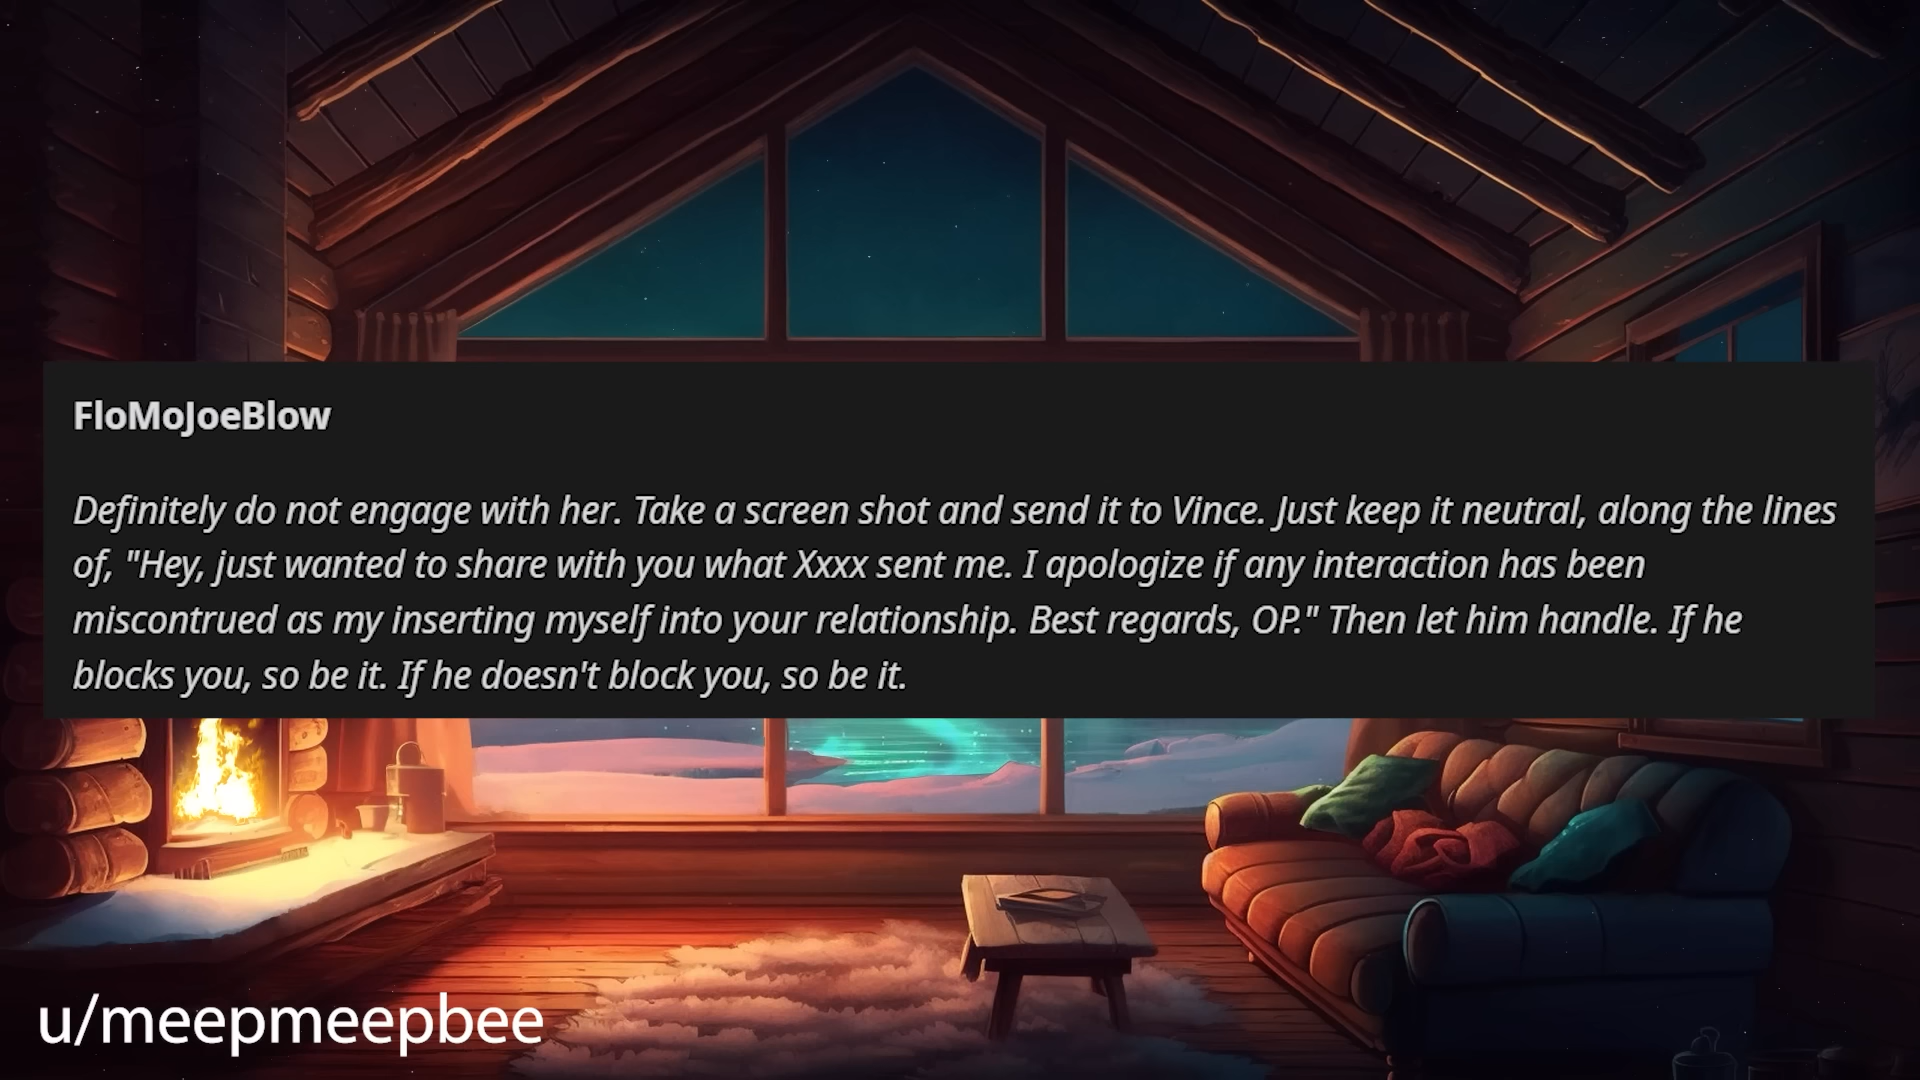 FloMoJoeBlow
Definitely do not engage with her. Take a screen shot and send it to Vince. Just keep it neutral, along the lines
of, "Hey, just wanted to share with you what Xxxx sent me. I apologize if any interaction has been
miscontrued as my inserting myself into your relationship. Best regards, OP." Then let him handle. If he
blocks you, so be it. If he doesn't block you, so be it.
u/meepmeepbee